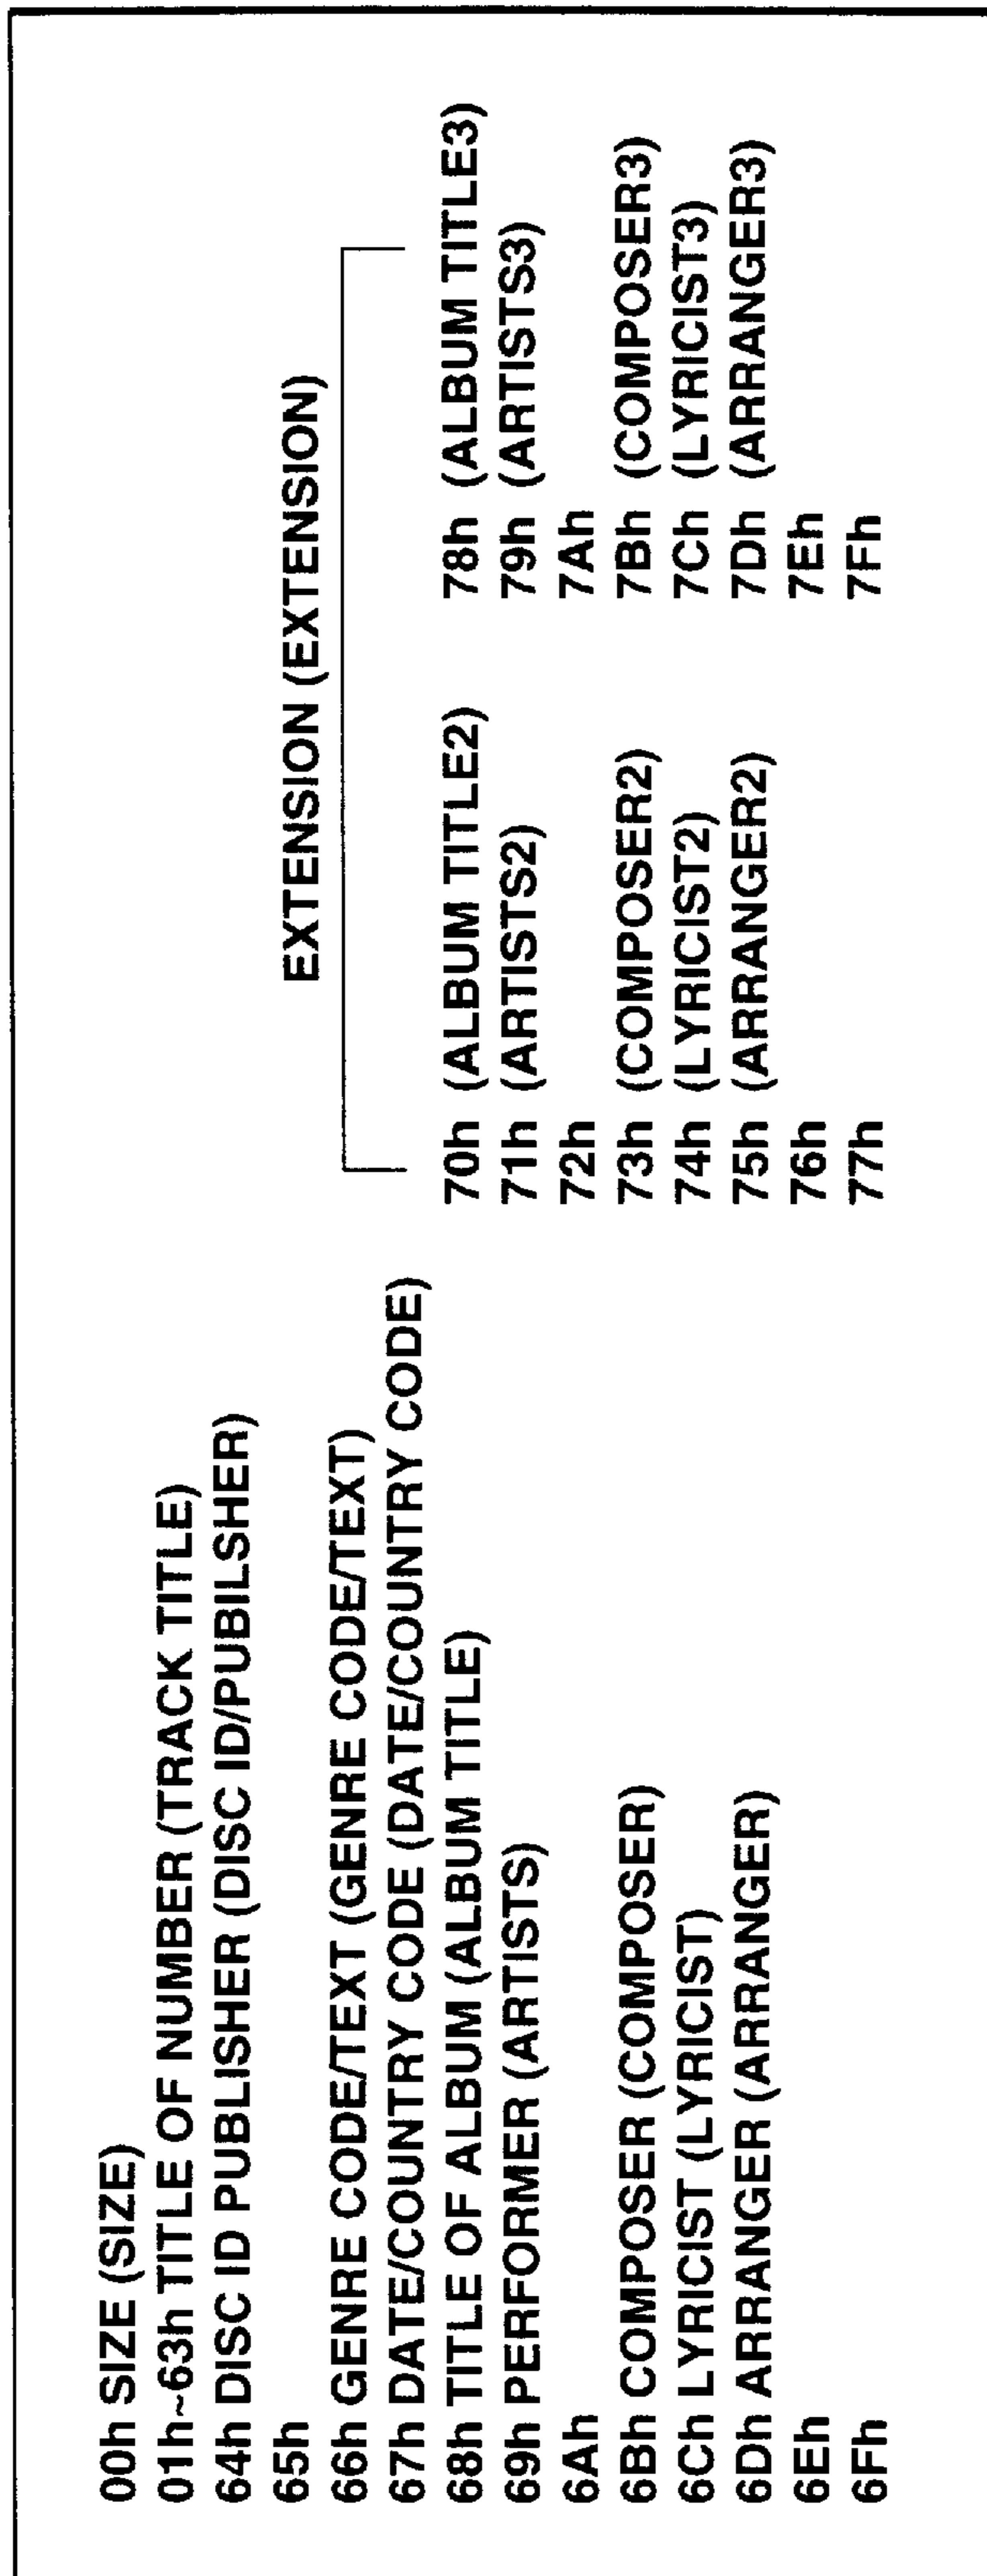 00h SIZE (SIZE)
01h~63h TITLE OF NUMBER (TRACK TITLE)
64h DISC ID PUBLISHER (DISC ID/PUBILSHER)
65h
66h GENRE CODE/TEXT (GENRE CODE/TEXT)
67h DATE/COUNTRY CODE (DATE/COUNTRY CODE)
68h TITLE OF ALBUM (ALBUM TITLE)
69h PERFORMER (ARTISTS)
6Ah
6Bh COMPOSER (COMPOSER)
6Ch LYRICIST (LYRICIST)
6Dh ARRANGER (ARRANGER)
6Eh
6Fh
EXTENSION (EXTENSION)
70h (ALBUM TITLE2)
71h (ARTISTS2)
72h
73h (COMPOSER2)
74h (LYRICIST2)
75h (ARRANGER2)
76h
77h
78h (ALBUM TITLE3)
79h (ARTISTS3)
7Ah
7Bh (COMPOSER3)
7Ch (LYRICIST3)
7Dh (ARRANGER3)
7Eh
7Fh